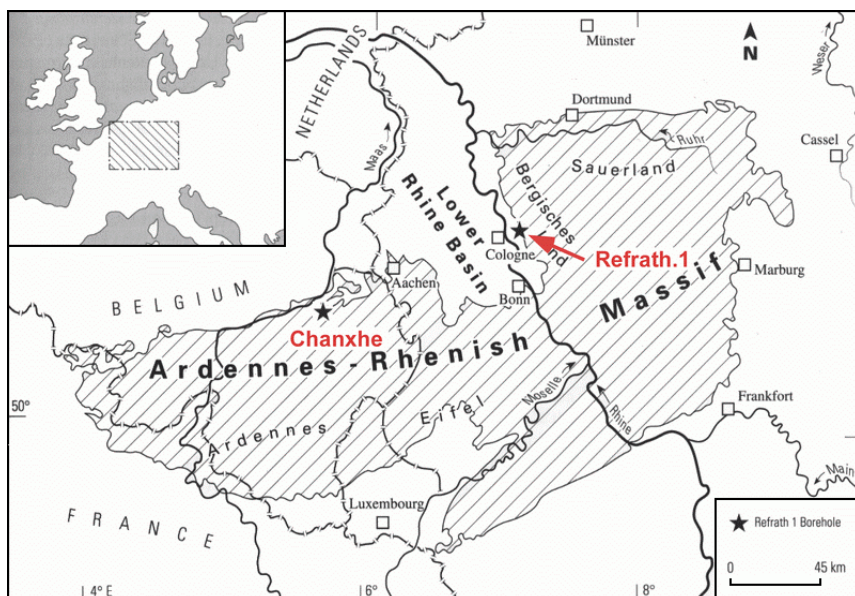 Münster
N
Weser
NETHERLANDS
Dortmund
Maas
Ruhr
Cassel
Sauerland
Lower
Rhine Basin
Bergisches
Land
Cologne
Refrath.1
Aachen
Bonn
Marburg
BELGIUM
Massif
Chanxhe
Ardennes-Rhenish
Moselle
Rhine
Frankfort
50°
Eifel
Ardennes
Main
Luxembourg
FRANCE
Refrath 1 Borehole
0 45 km
4° E
6°
8°